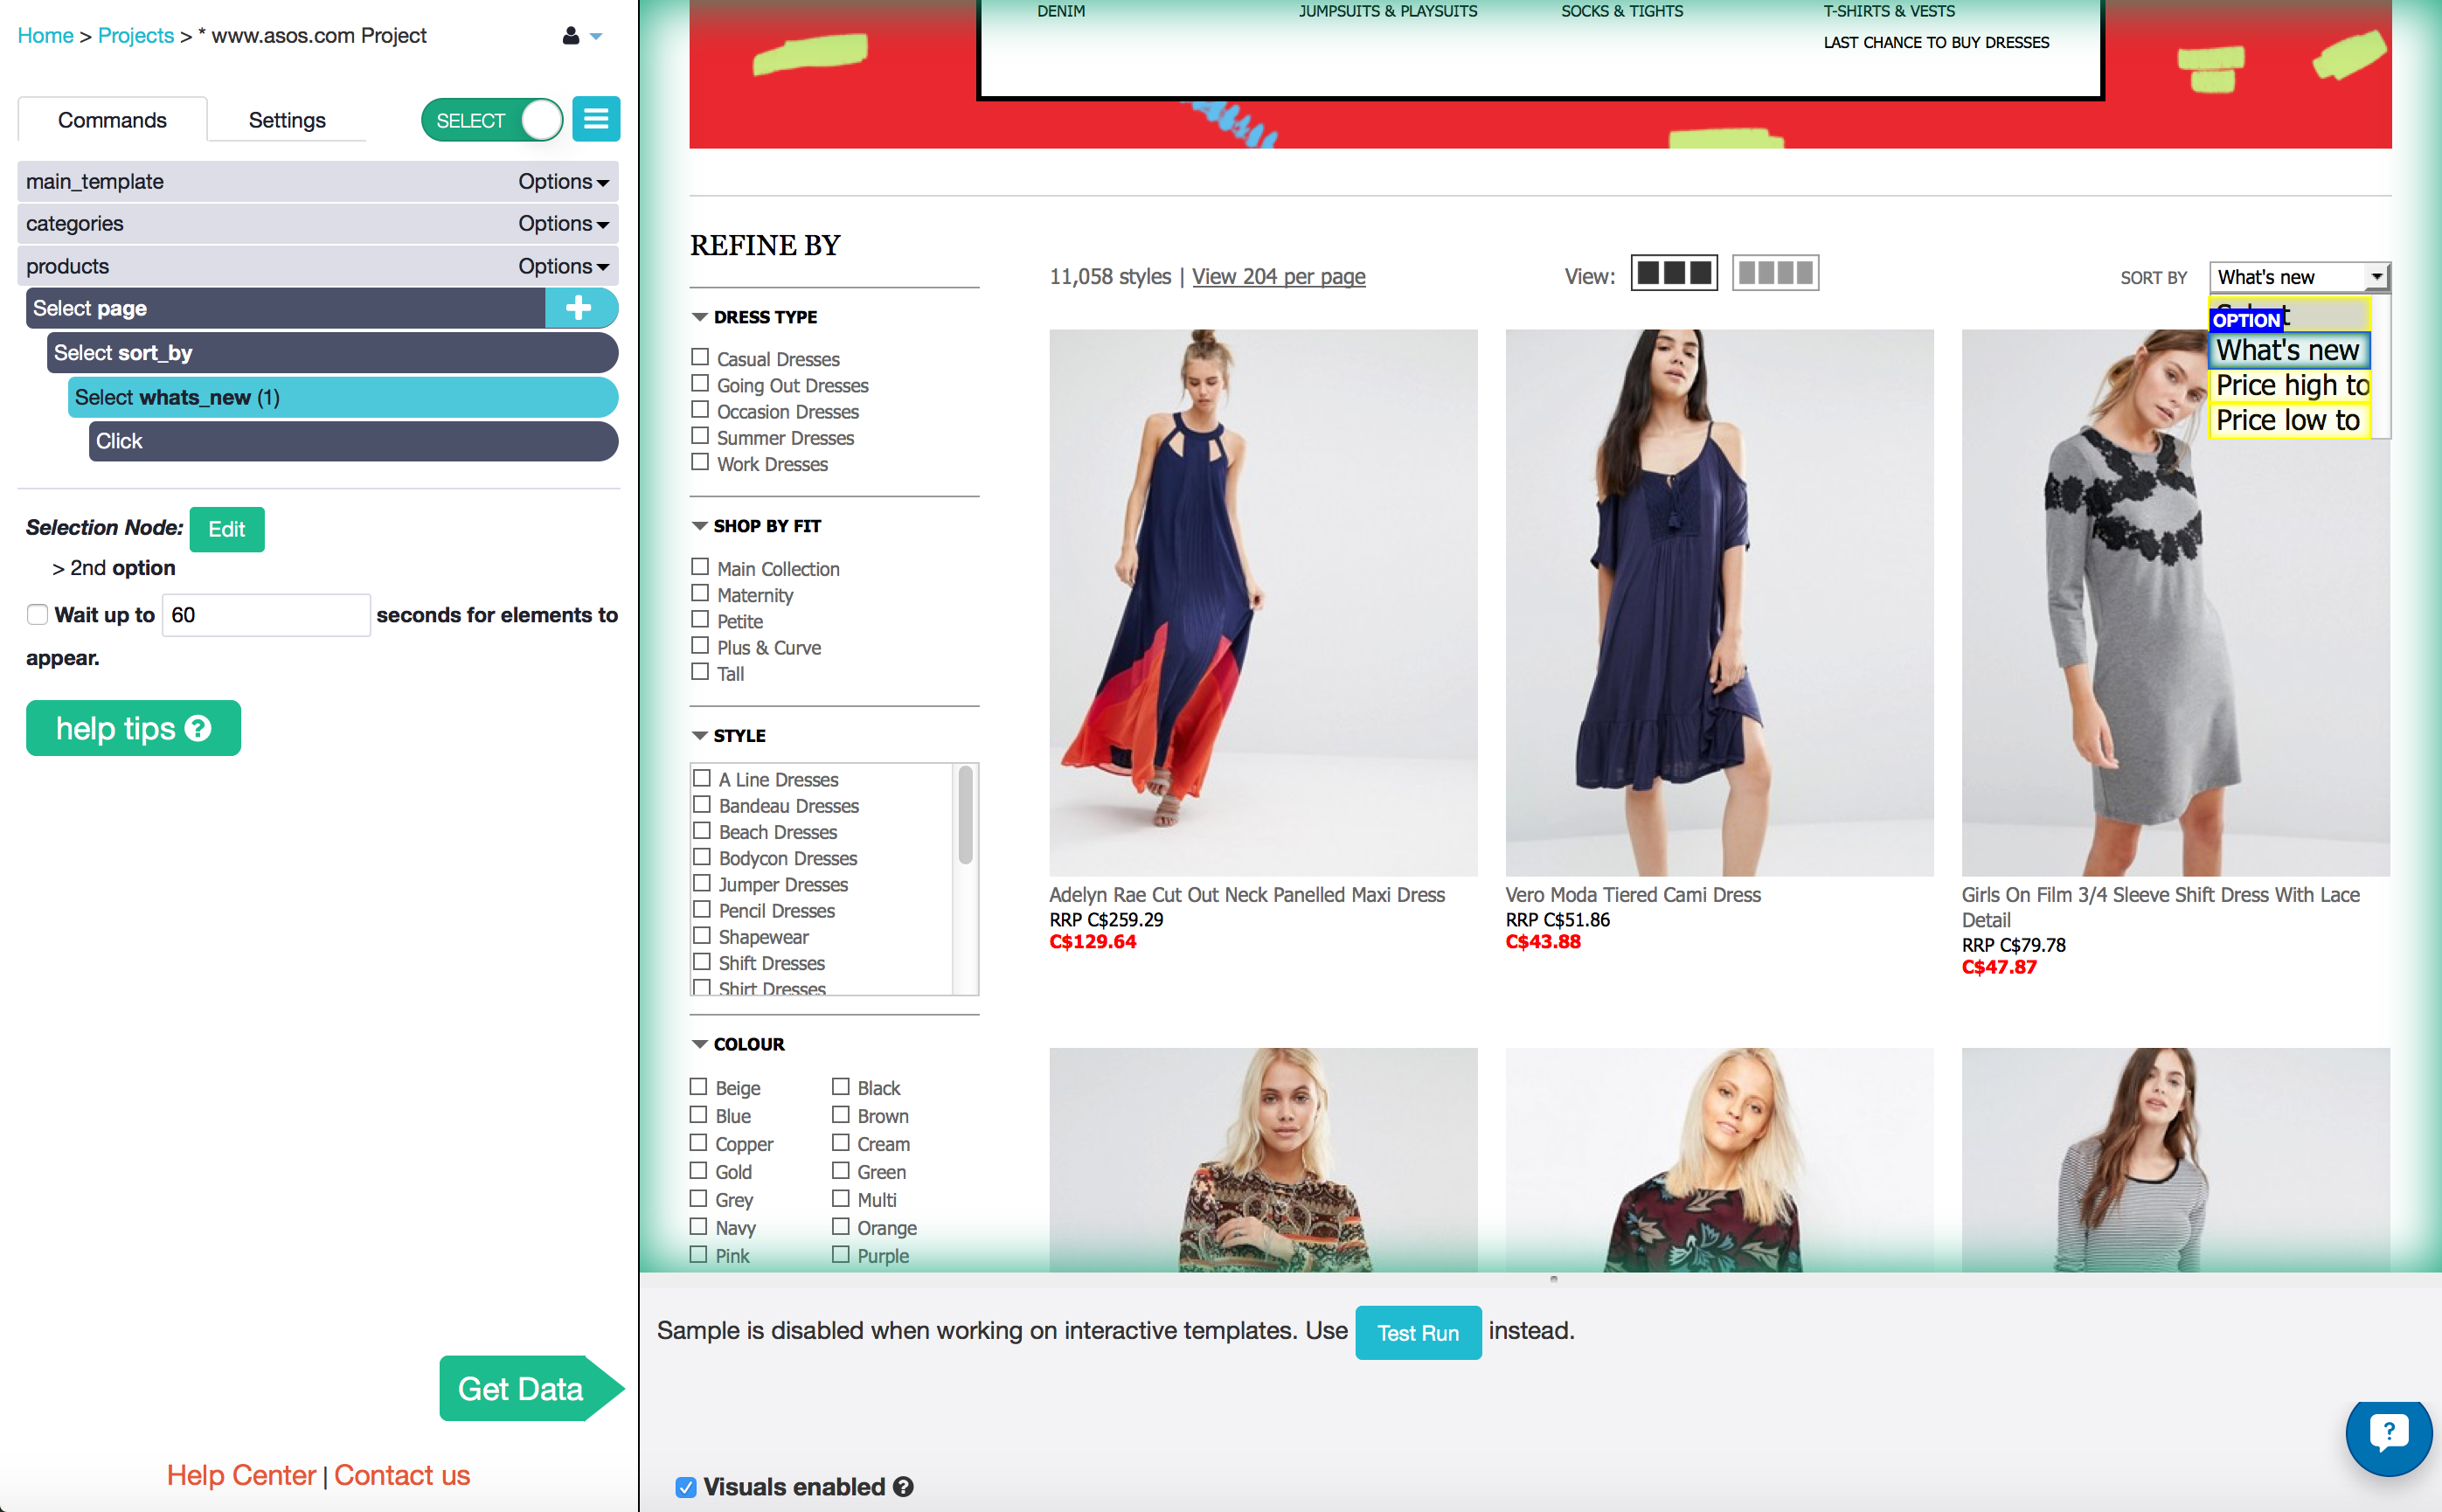 Home > Projects > * www.asos.com Project
Commands
Settings
SELECT
main_template
Options
categories
Options
products
Options
Select page
Select sort_by
Select whats_new (1)
Click
Selection Node: Edit
> 2nd option
Wait up to 60 seconds for elements to
appear.
help tips ?
Get Data
Help Center | Contact us
DENIM
JUMPSUITS & PLAYSUITS
SOCKS & TIGHTS
T-SHIRTS & VESTS
LAST CHANCE TO BUY DRESSES
REFINE BY
11,058 styles | View 204 per page
View:
SORT BY
What's new
OPTION
What's new
Price high to
Price low to
DRESS TYPE
Casual Dresses
Going Out Dresses
Occasion Dresses
Summer Dresses
Work Dresses
SHOP BY FIT
Main Collection
Maternity
Petite
Plus & Curve
Tall
STYLE
A Line Dresses
Bandeau Dresses
Beach Dresses
Bodycon Dresses
Jumper Dresses
Pencil Dresses
Shapewear
Shift Dresses
Shirt Dresses
COLOUR
Beige
Black
Blue
Brown
Copper
Cream
Gold
Green
Grey
Multi
Navy
Orange
Pink
Purple
Adelyn Rae Cut Out Neck Panelled Maxi Dress
RRP C$259.29
C$129.64
Vero Moda Tiered Cami Dress
RRP C$51.86
C$43.88
Girls On Film 3/4 Sleeve Shift Dress With Lace
Detail
RRP C$79.78
C$47.87
Sample is disabled when working on interactive templates. Use Test Run instead.
Visuals enabled ?